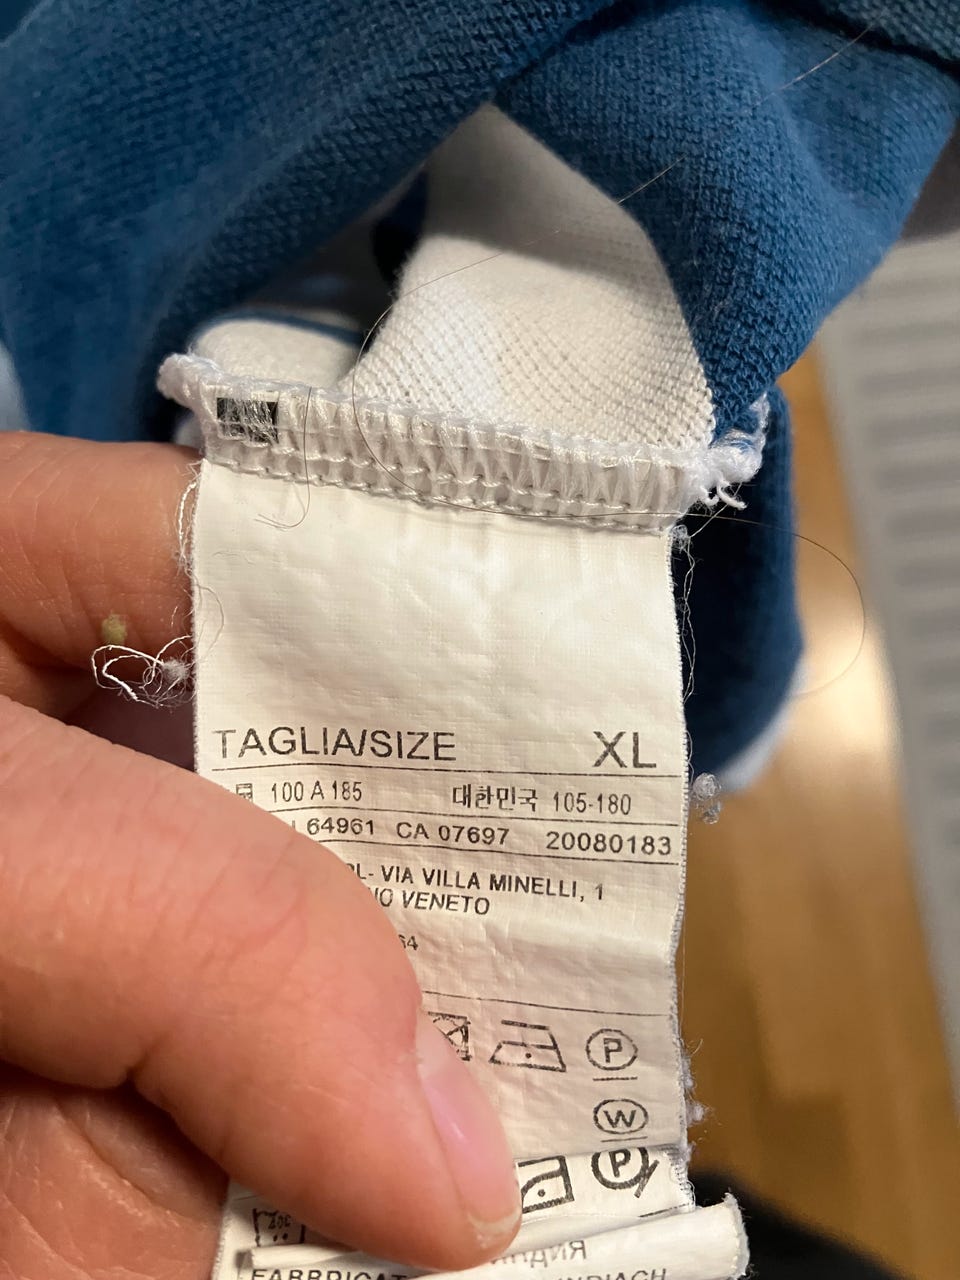 TAGLIA/SIZE XL
100 A 185 대한민국 105-180
64961 CA 07697 20080183
VIA VILLA MINELLI, 1
VENETO
64
P
W
P